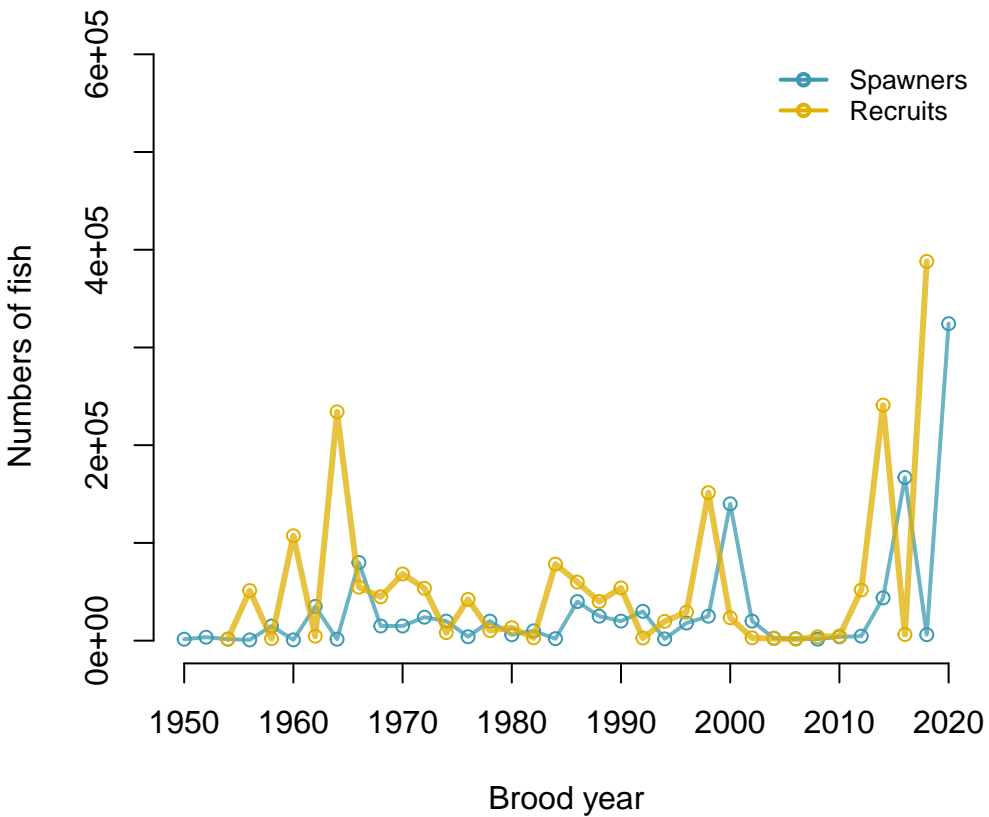 Numbers of fish
6e+05
4e+05
2e+05
0e+00
Spawners
Recruits
1950 1960 1970 1980 1990 2000 2010 2020
Brood year